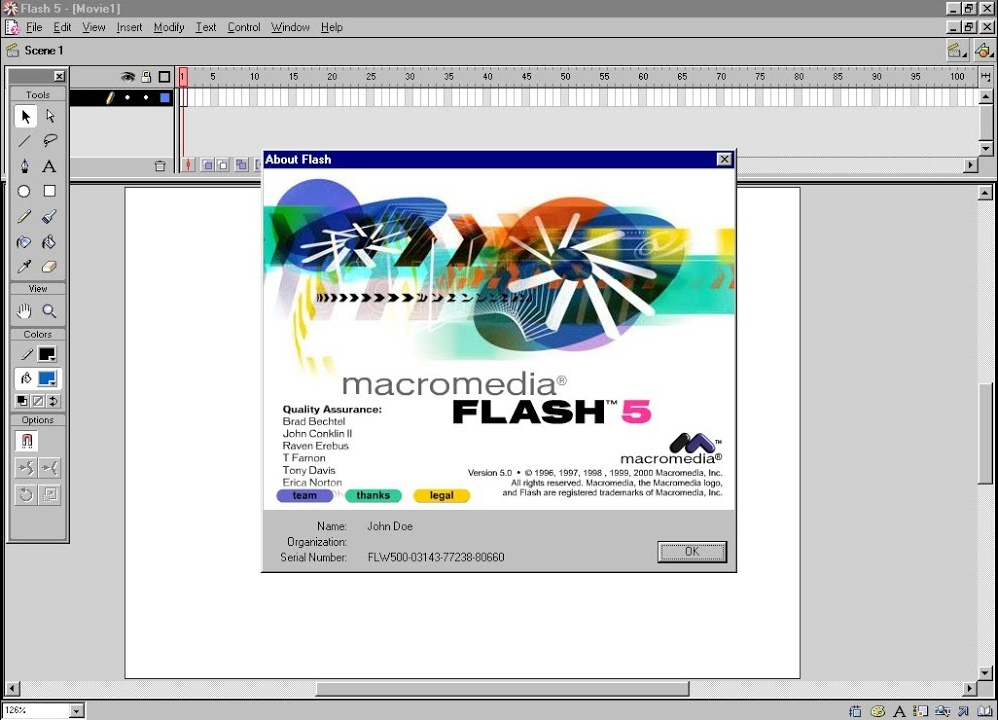 Flash 5 - [Movie1]
File Edit View Insert Modify Text Control Window Help
Scene 1
Tools
1 5 10 15 20 25 30 35 40 45 50 55 60 65 70 75 80 85 90 95 100
View
Colors
Options
About Flash
macromedia®
FLASH™ 5
Quality Assurance:
Brad Bechtel
John Conklin II
Raven Erebus
T Farnon
Tony Davis
Erica Norton
team thanks legal
macromedia®
Version 5.0 • © 1996, 1997, 1998 , 1999, 2000 Macromedia, Inc.
All rights reserved. Macromedia, the Macromedia logo,
and Flash are registered trademarks of Macromedia, Inc.
Name: John Doe
Organization:
Serial Number: FLW500-03143-77238-80660
OK
126%